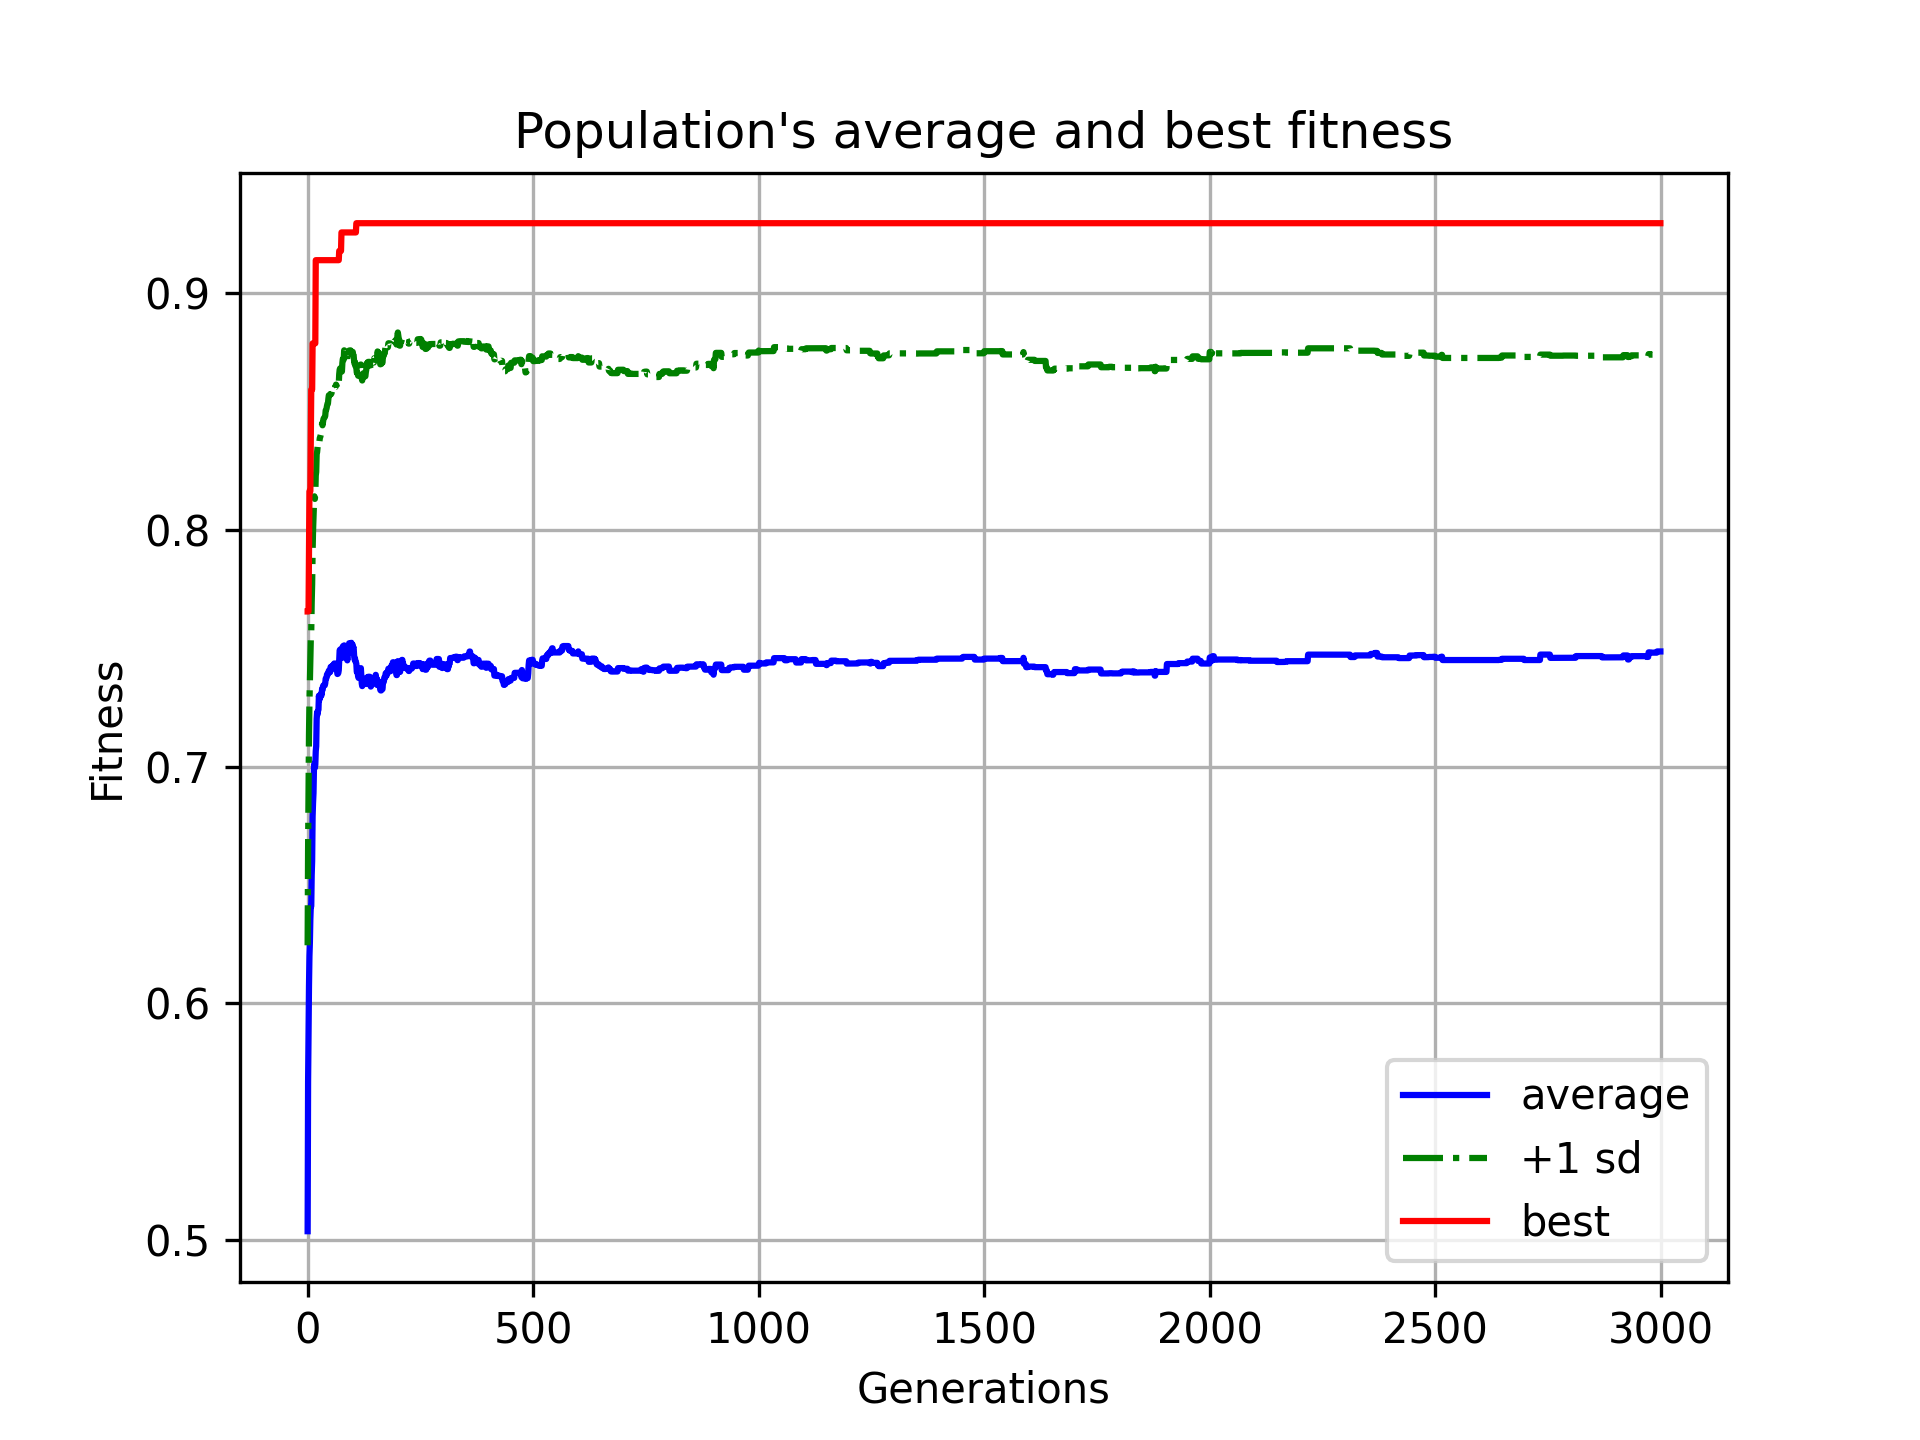 Population's average and best fitness
0.9
0.8
0.7
0.6
0.5
Fitness
average
+1 sd
best
0 500 1000 1500 2000 2500 3000
Generations